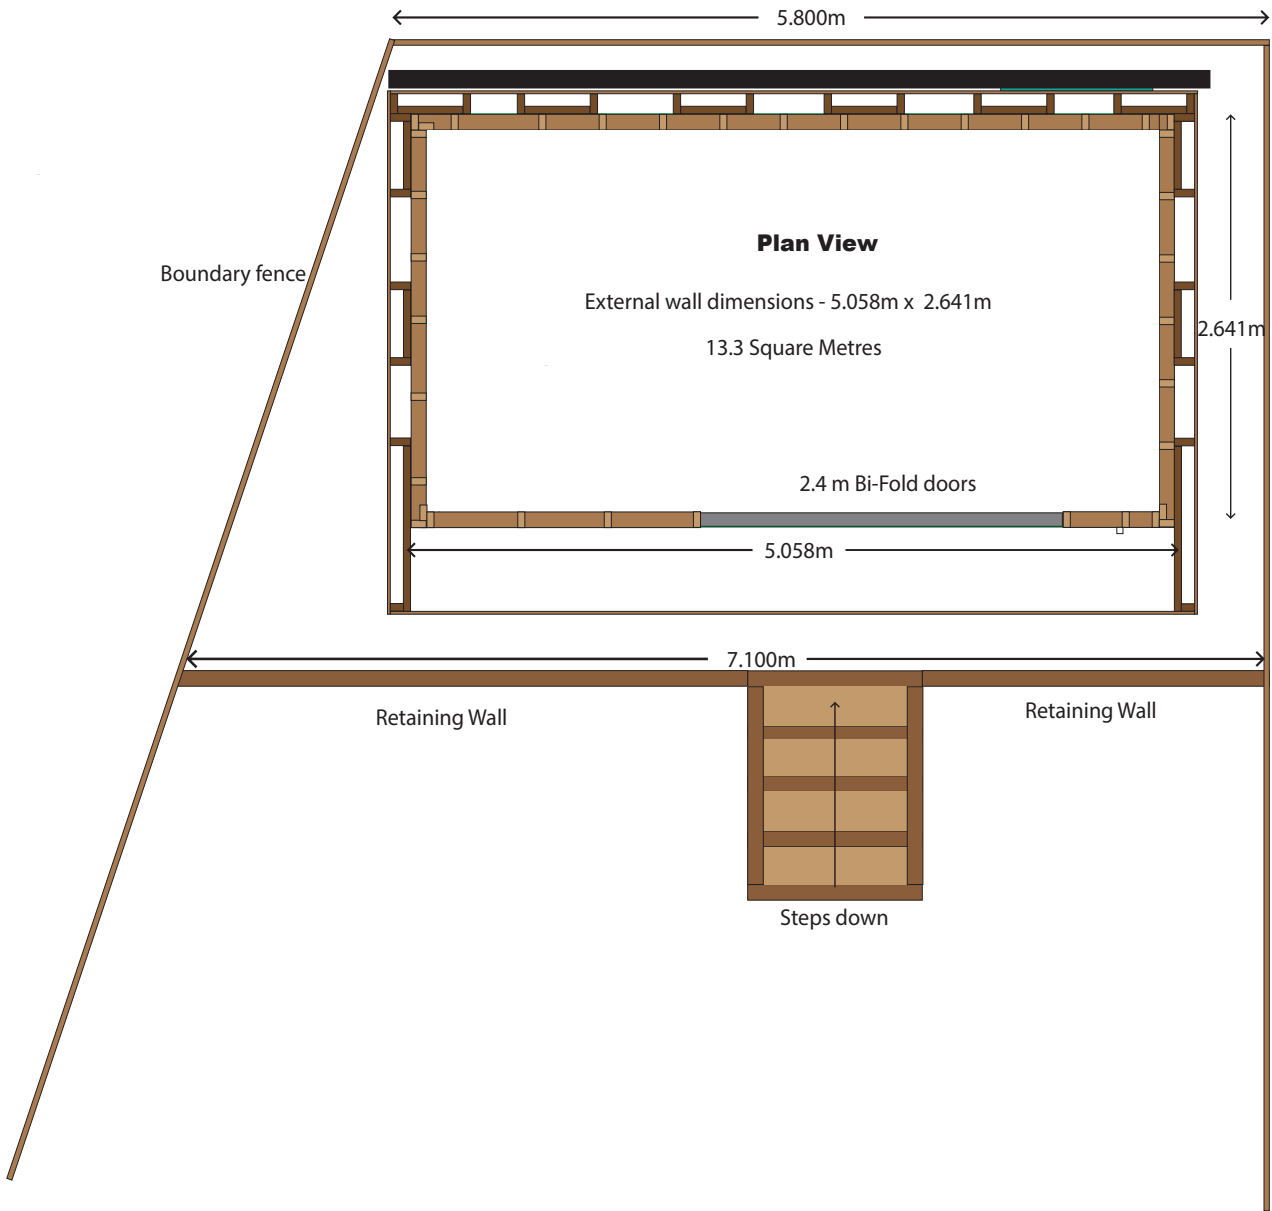 5.800m
Plan View
Boundary fence
External wall dimensions - 5.058m x 2.641m
2.641m
13.3 Square Metres
2.4 m Bi-Fold doors
5.058m
7.100m
Retaining Wall
Retaining Wall
Steps down